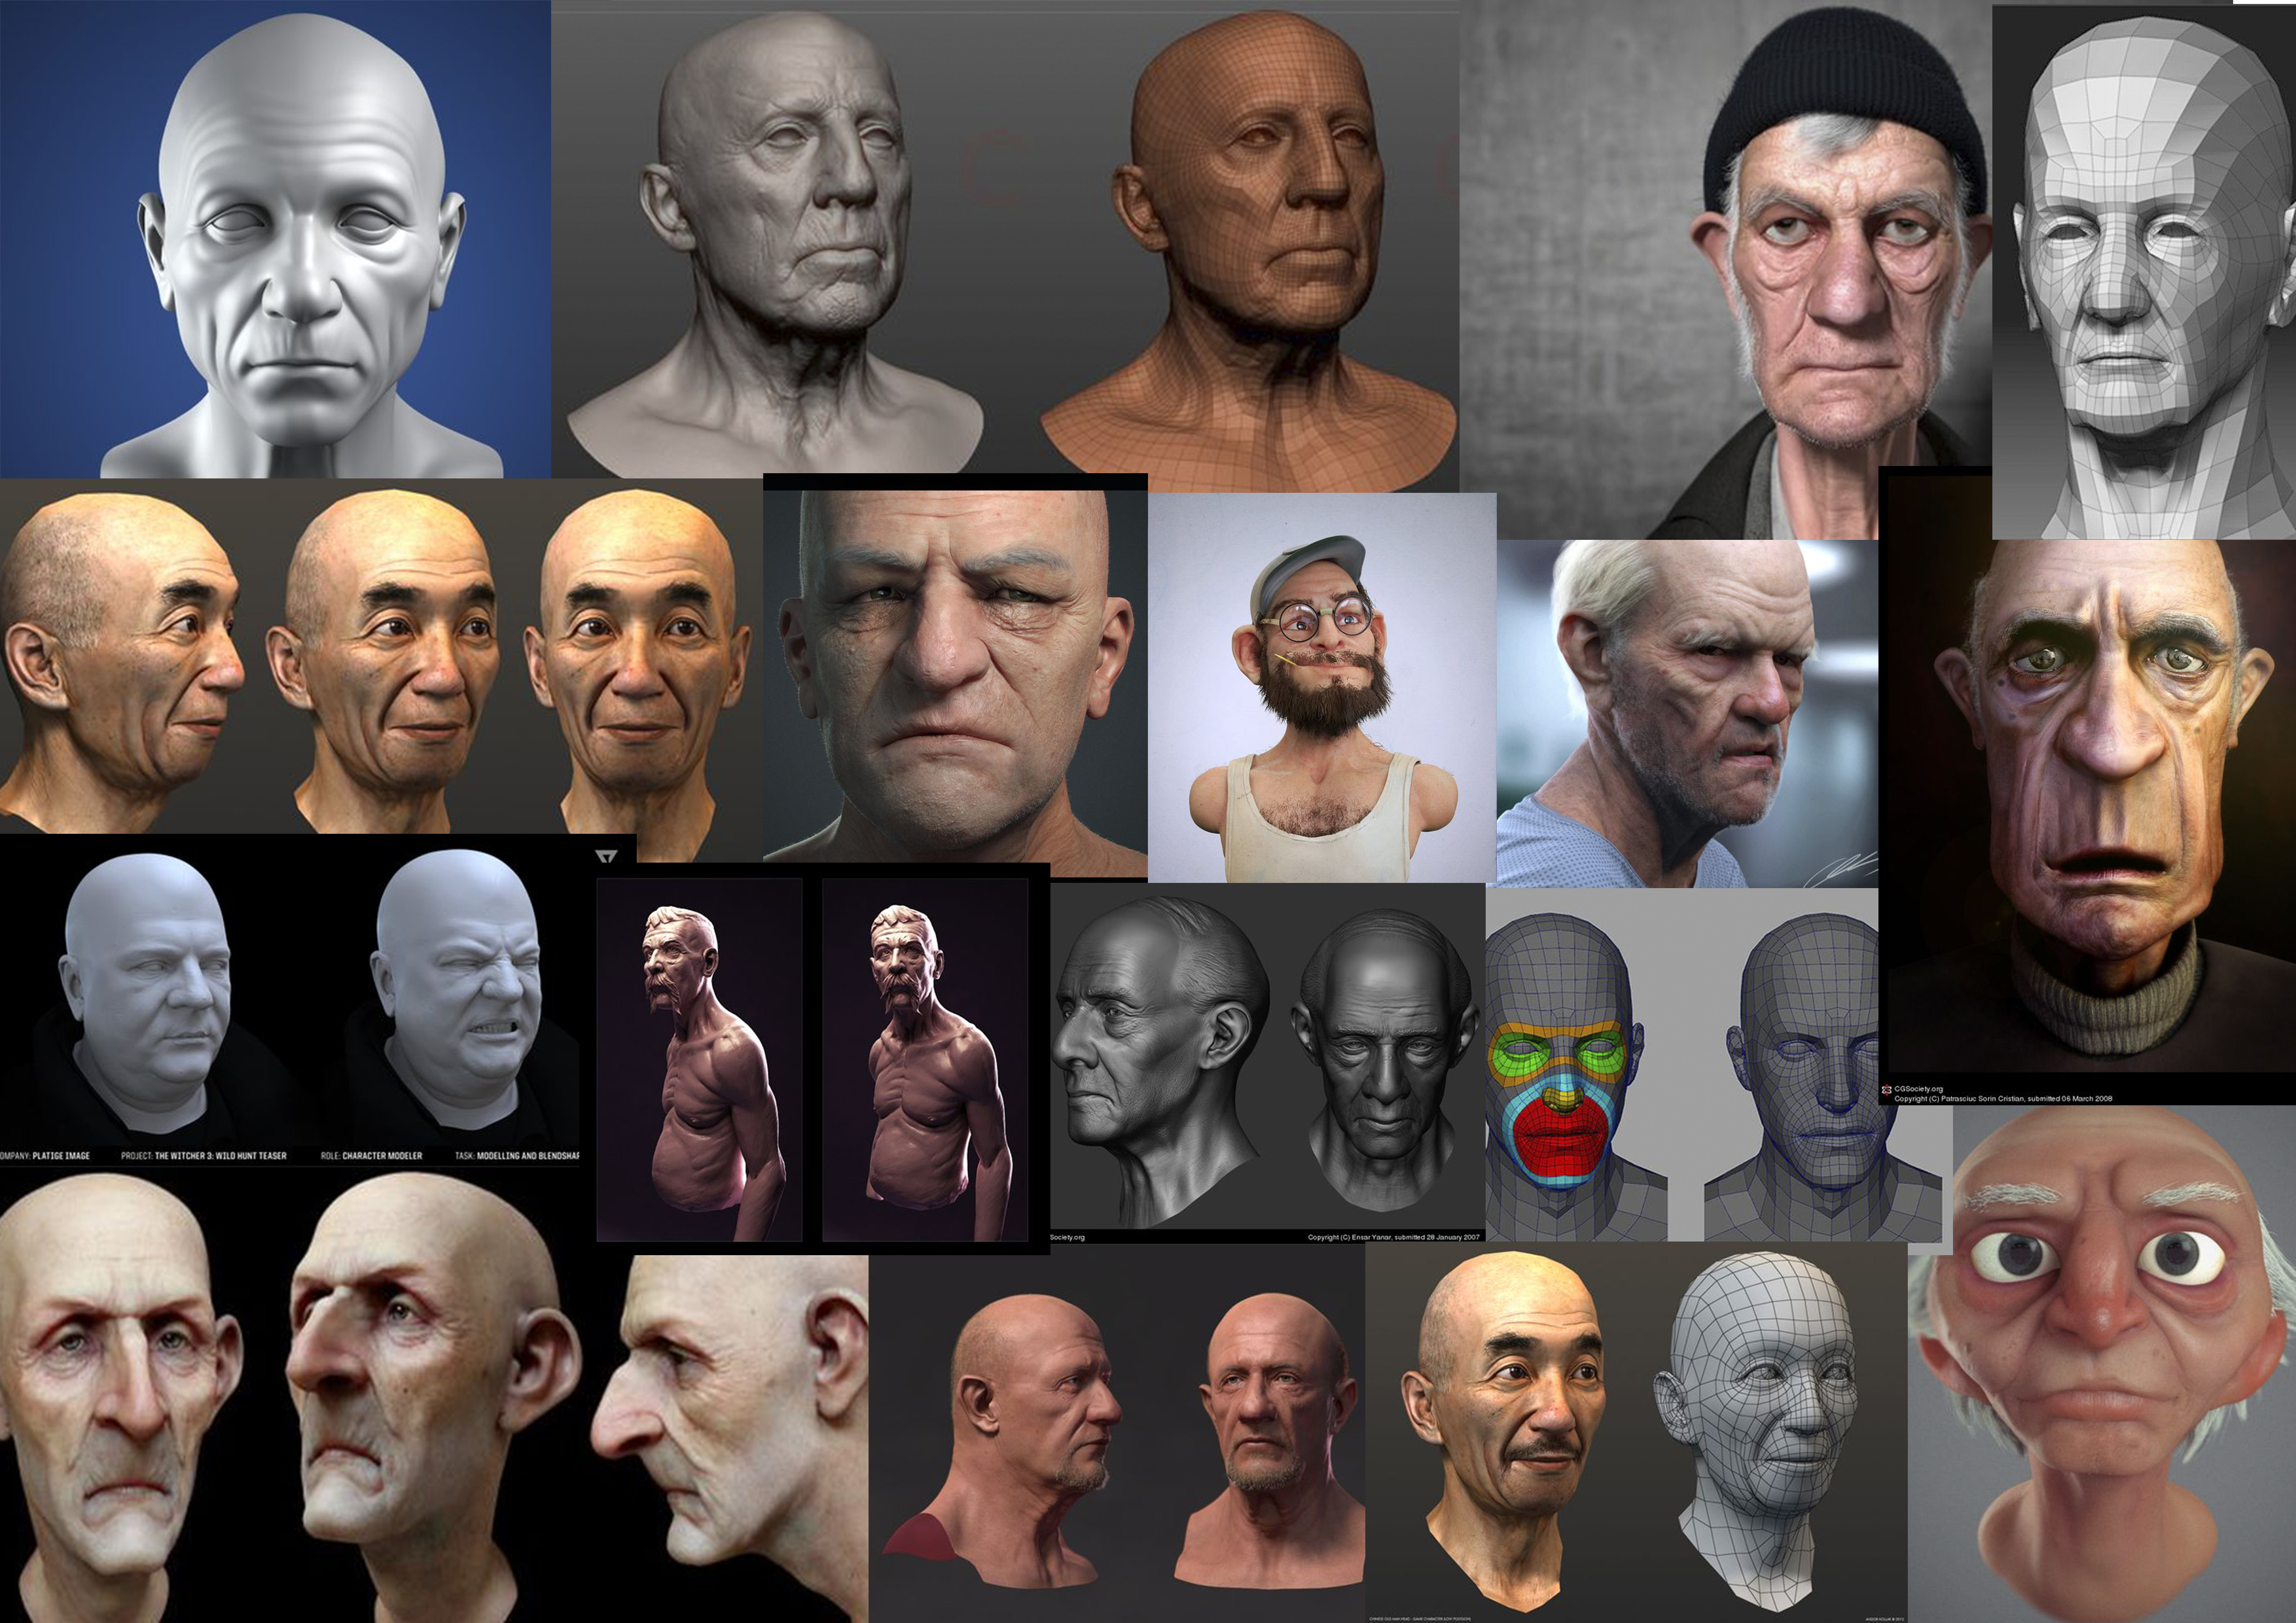 CGSociety.org
Copyright (C) Patrasciuc Sorin Cristian, submitted 06 March 2008
OMPANY: PLATIGE IMAGE PROJECT: THE WITCHER 3: WILD HUNT TEASER ROLE: CHARACTER MODELER TASK: MODELLING AND BLENDSHAP
Society.org Copyright (C) Ensar Yanar, submitted 28 January 2007